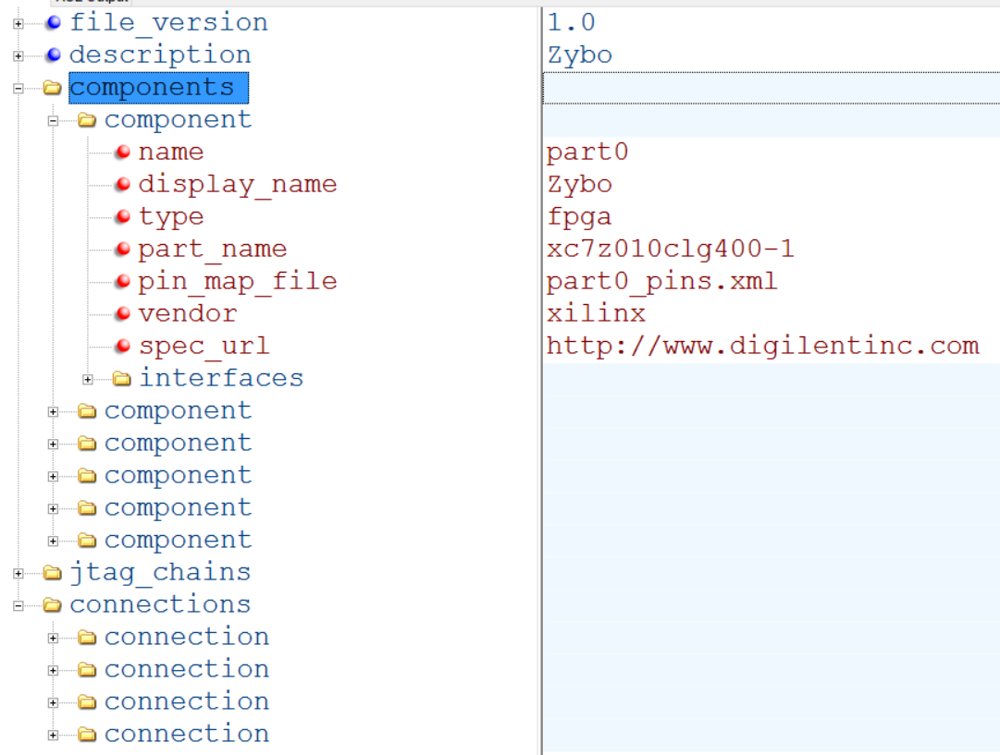 file_version 1.0
description Zybo
components
component
name part0
display_name Zybo
type fpga
part_name xc7z010clg400-1
pin_map_file part0_pins.xml
vendor xilinx
spec_url http://www.digilentinc.com
interfaces
component
component
component
component
component
jtag_chains
connections
connection
connection
connection
connection